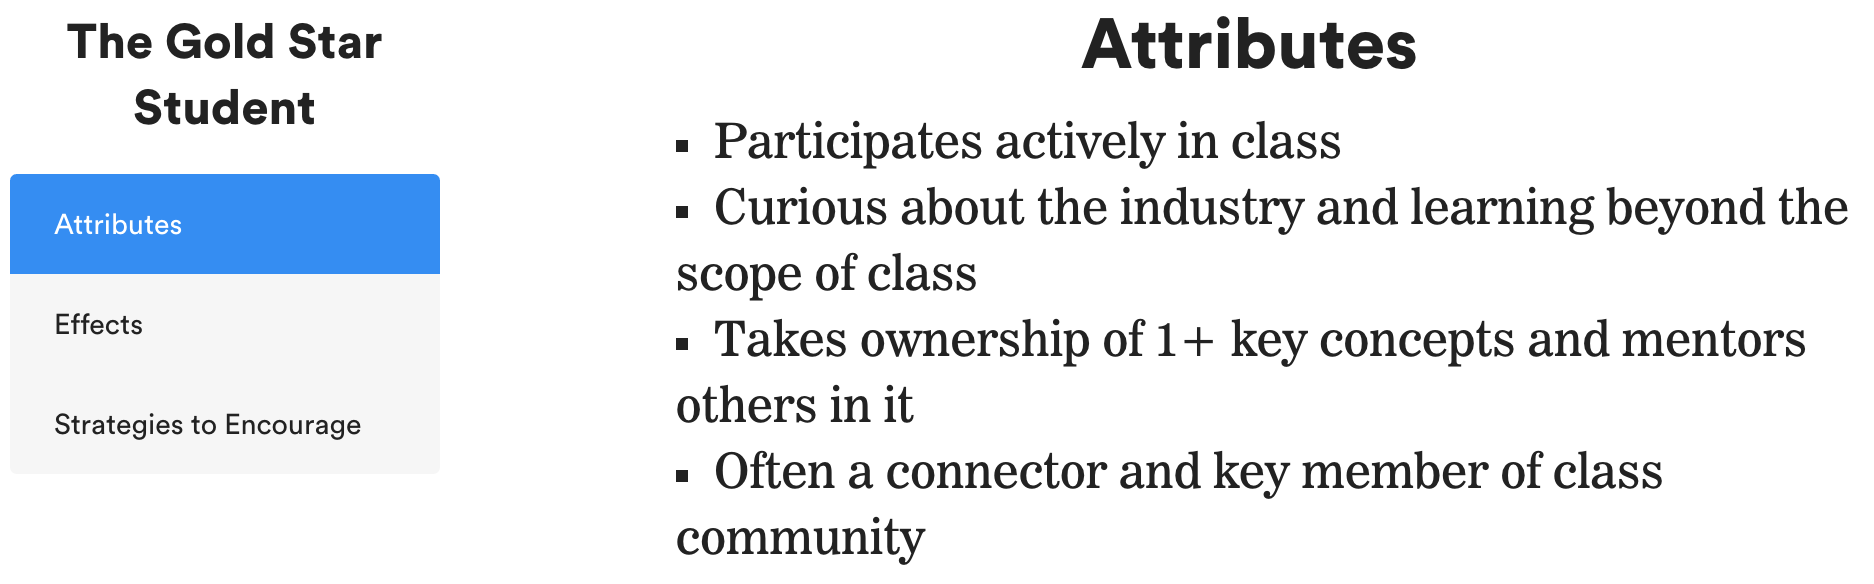 The Gold Star
Student
Attributes
Effects
Strategies to Encourage
Attributes
▪ Participates actively in class
▪ Curious about the industry and learning beyond the
scope of class
▪ Takes ownership of 1+ key concepts and mentors
others in it
▪ Often a connector and key member of class
community